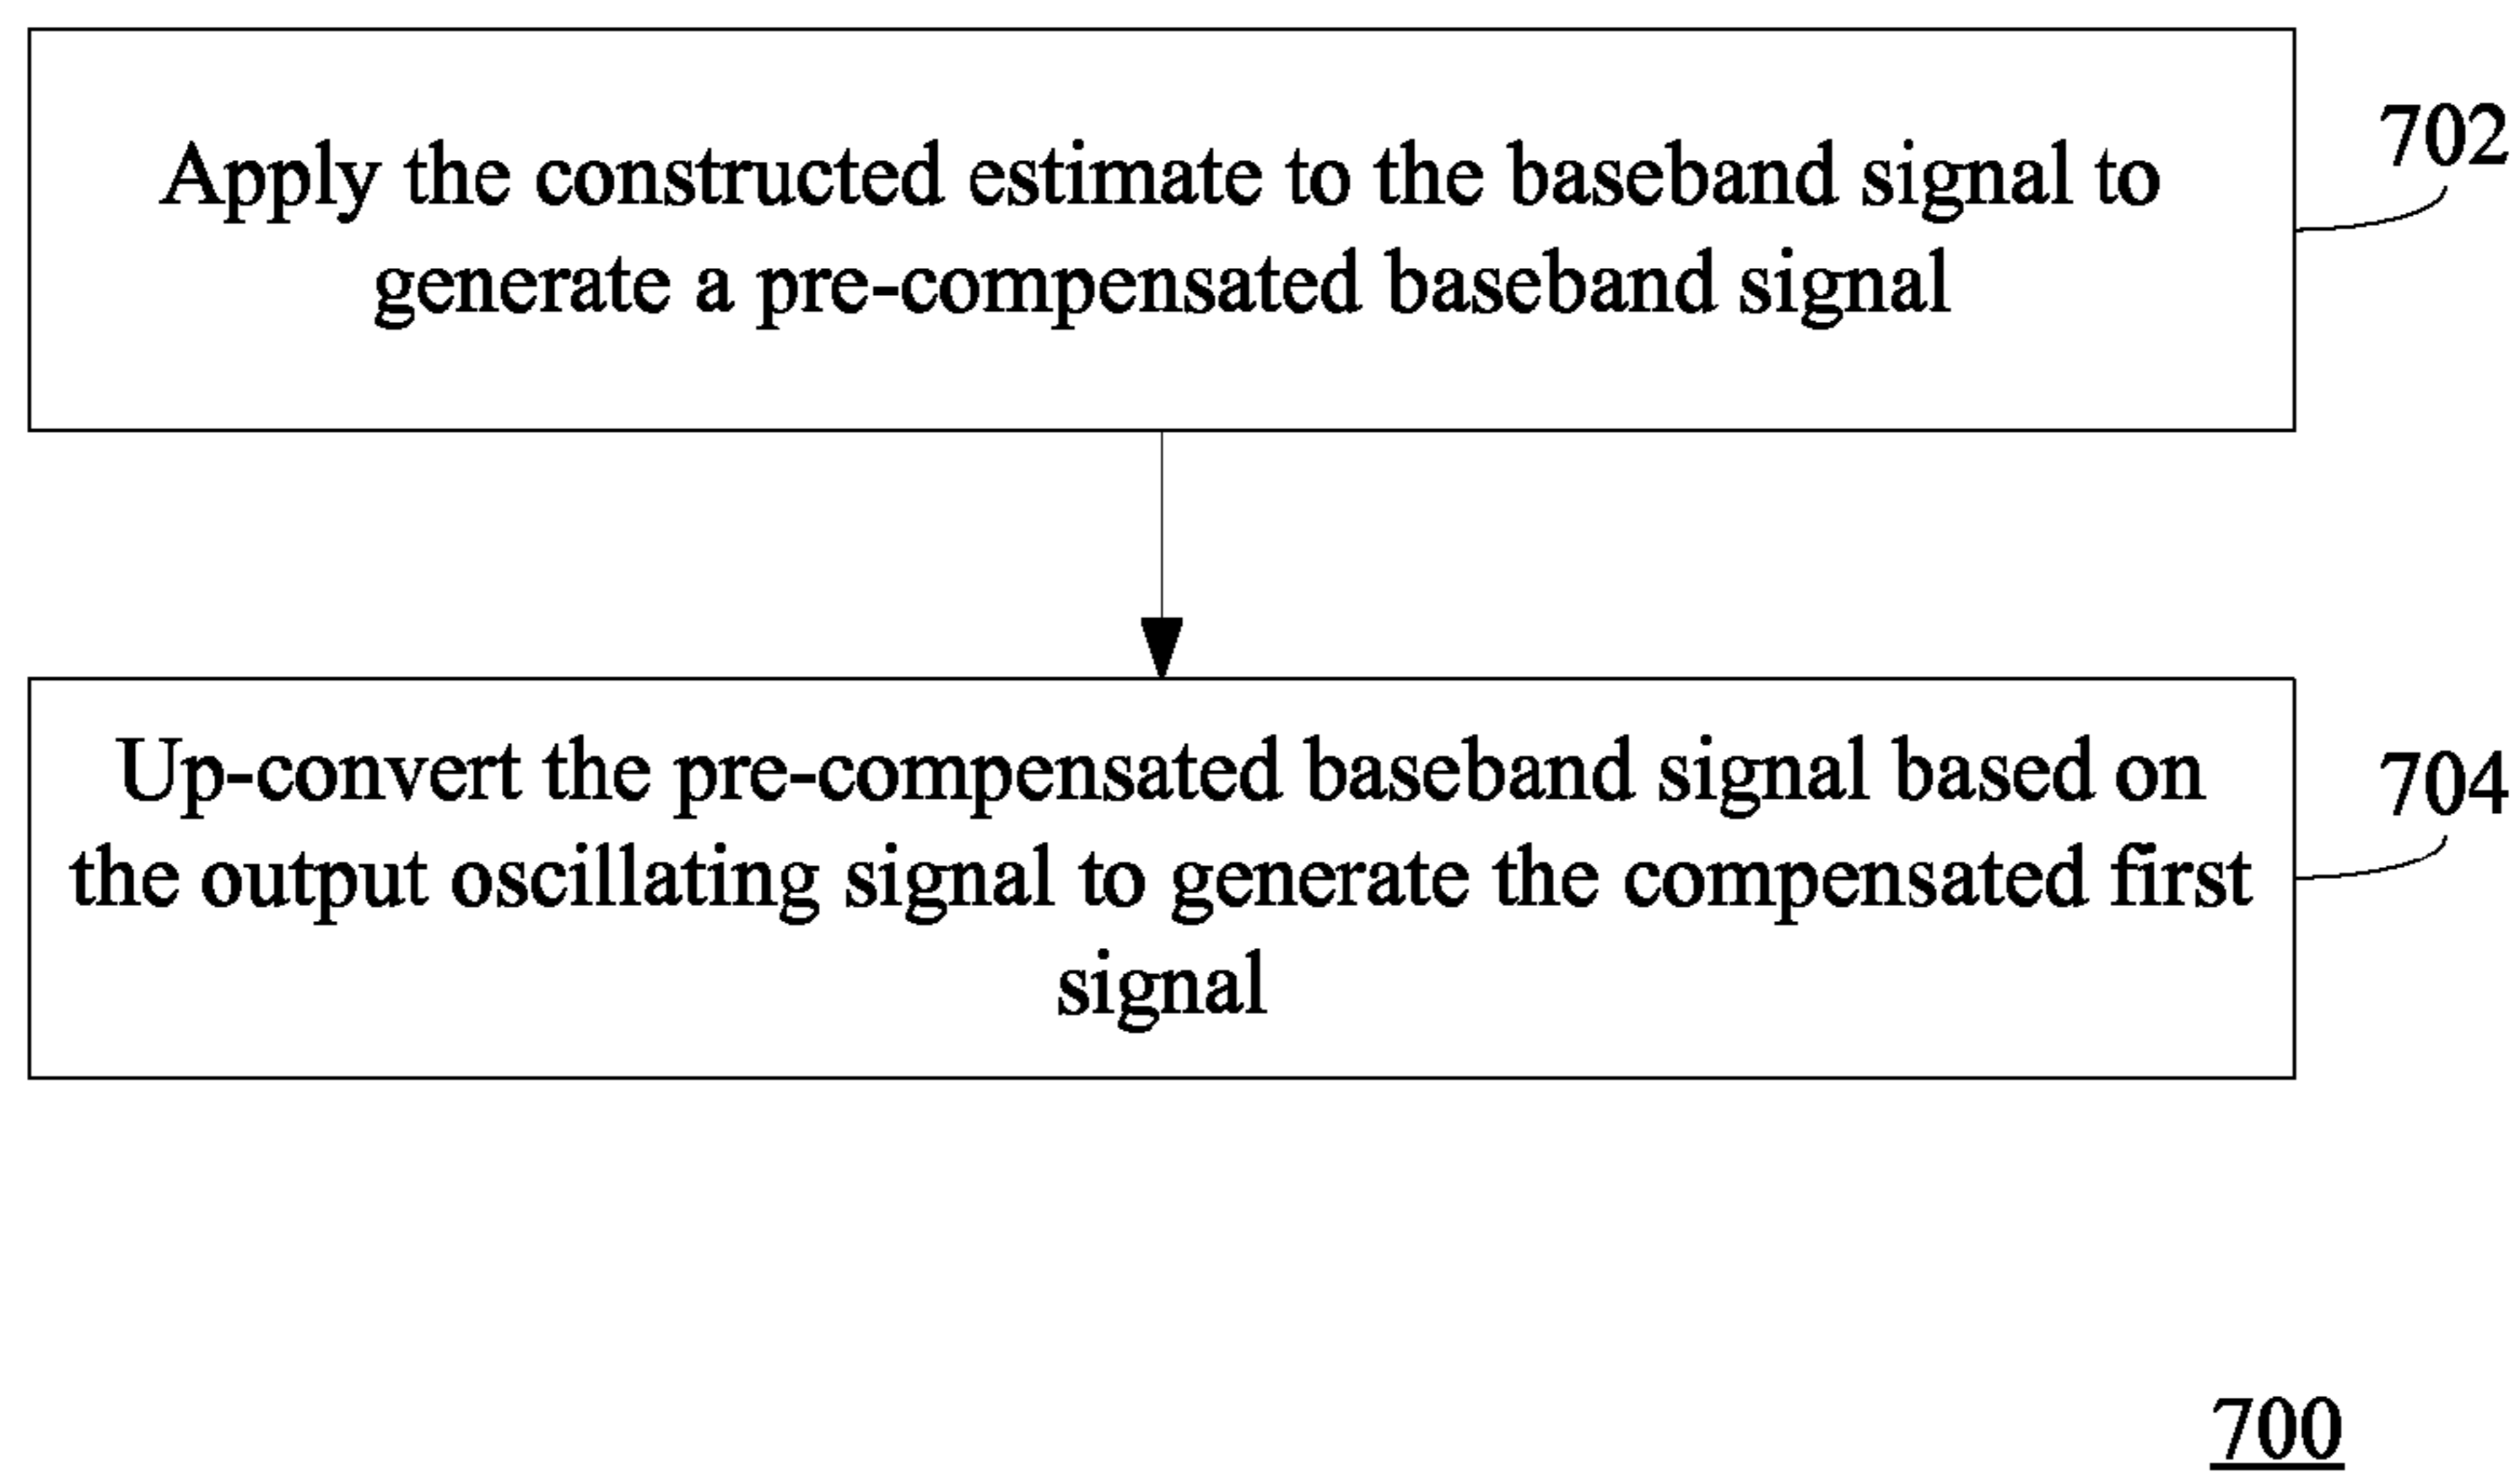 Apply the constructed estimate to the baseband signal to
generate a pre-compensated baseband signal
702
Up-convert the pre-compensated baseband signal based on
the output oscillating signal to generate the compensated first
signal
704
700